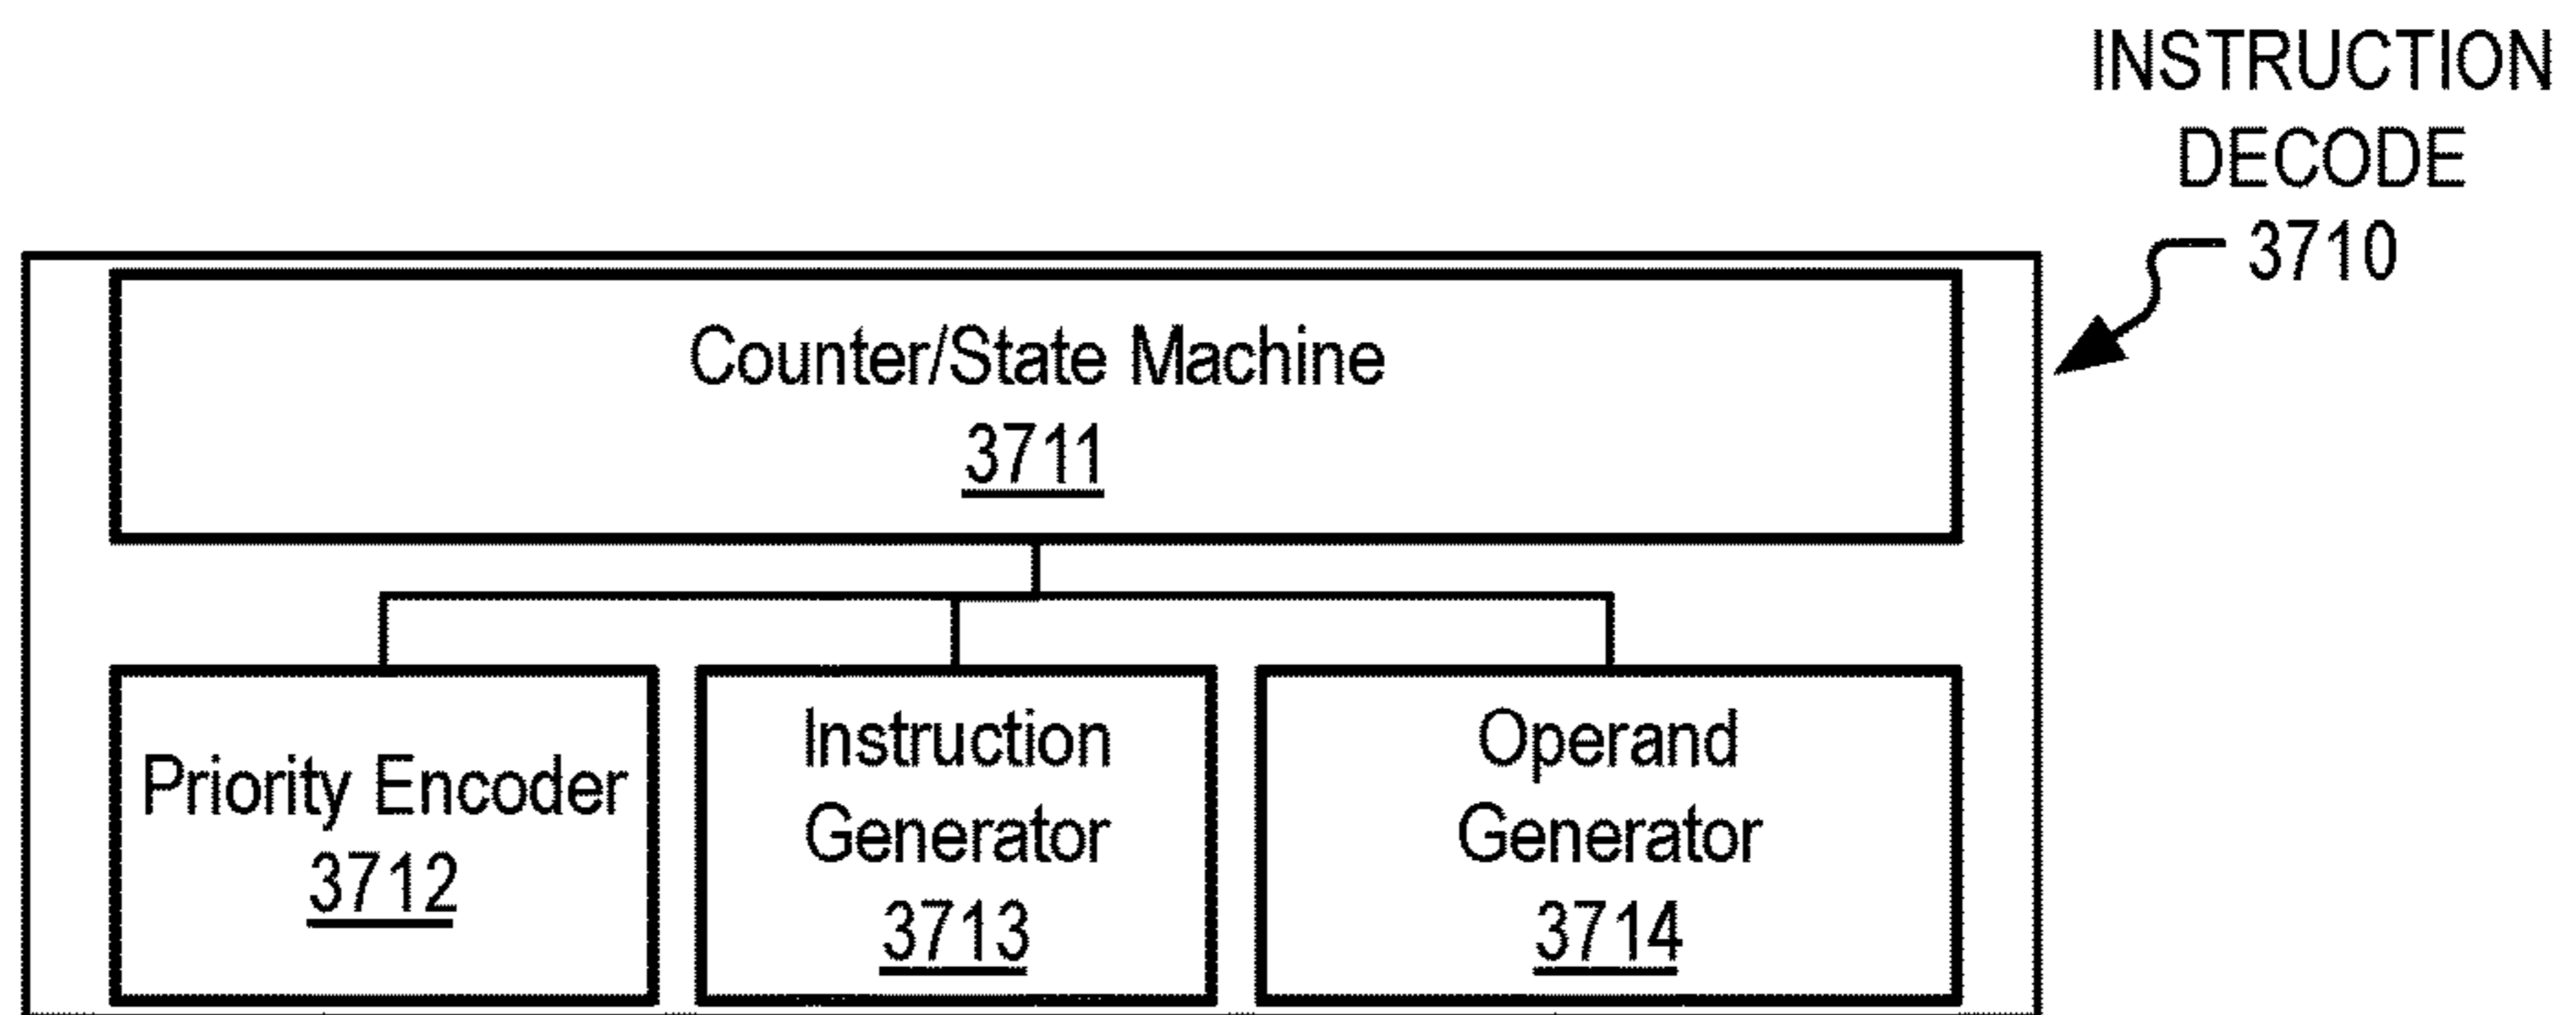 INSTRUCTION
DECODE
3710
Counter/State Machine
3711
Priority Encoder
3712
Instruction
Generator
3713
Operand
Generator
3714